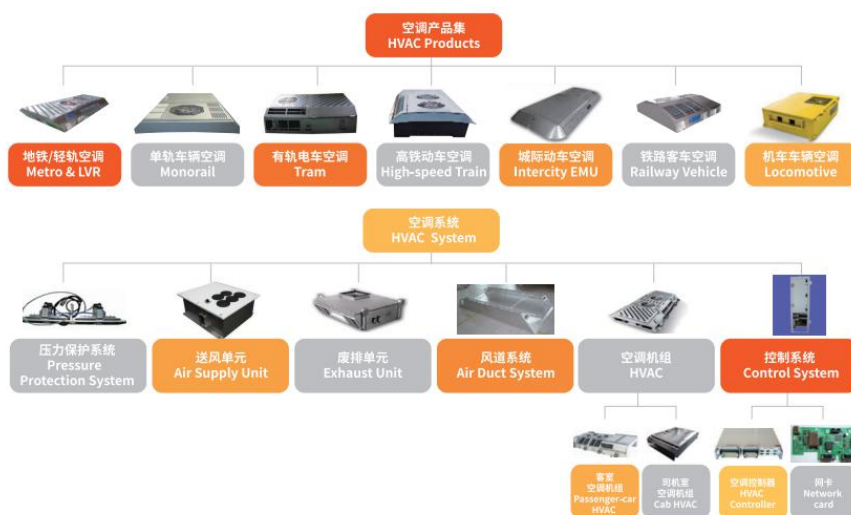 空调产品集
HVAC Products
地铁/轻轨空调
Metro & LVR
单轨车辆空调
Monorail
有轨电车空调
Tram
高铁动车空调
High-speed Train
城际动车空调
Intercity EMU
铁路客车空调
Railway Vehicle
机车车辆空调
Locomotive
空调系统
HVAC System
压力保护系统
Pressure
Protection System
送风单元
Air Supply Unit
废排单元
Exhaust Unit
风道系统
Air Duct System
空调机组
HVAC
控制系统
Control System
客室
空调机组
Passenger-car
HVAC
司机室
空调机组
Cab HVAC
空调控制器
HVAC
Controller
网卡
Network
card